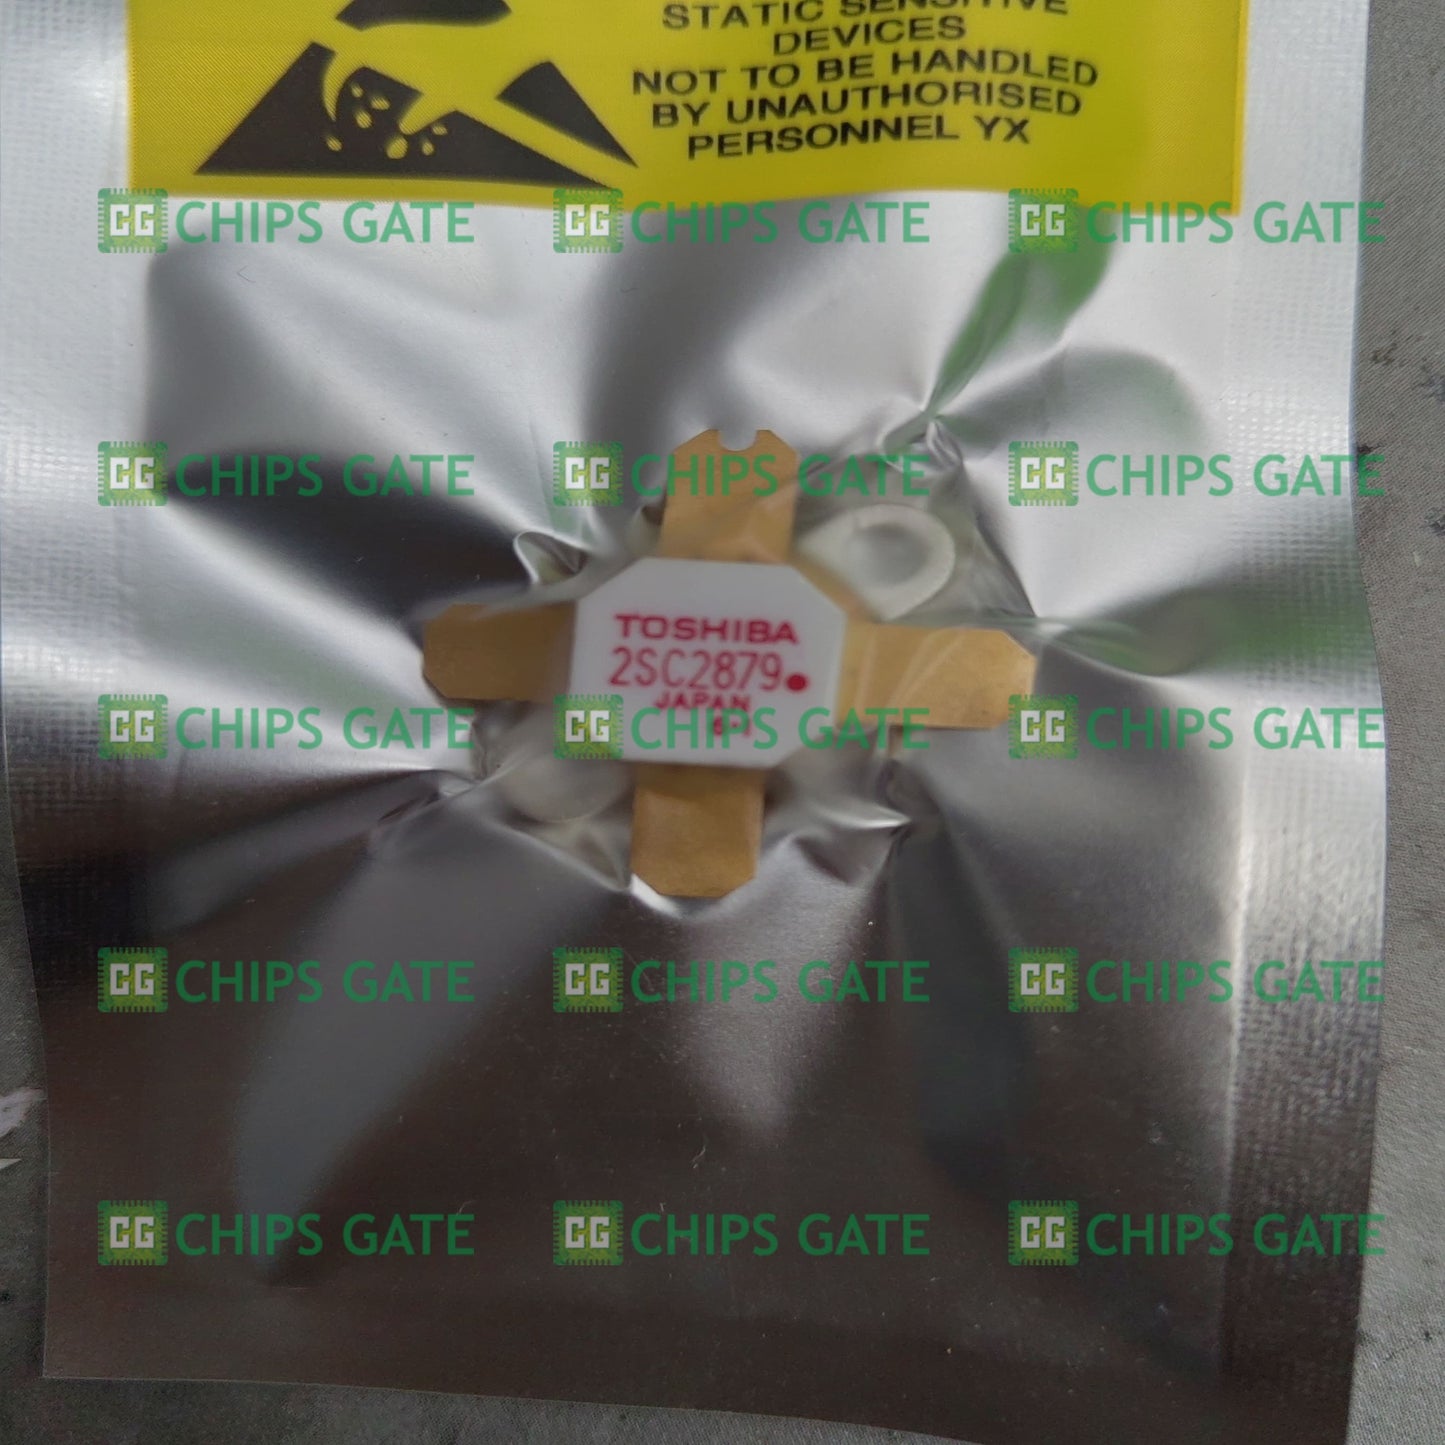 STATIC SENSITIVE
DEVICES
NOT TO BE HANDLED
BY UNAUTHORISED
PERSONNEL YX
CG CHIPS GATE CG CHIPS GATE CG CHIPS GATE
CG CHIPS GATE CG CHIPS GATE CG CHIPS GATE
TOSHIBA
2SC2879
JAPAN
CG CHIPS GATE CG CHIPS GATE CG CHIPS GATE
CG CHIPS GATE CG CHIPS GATE CG CHIPS GATE
CG CHIPS GATE CG CHIPS GATE CG CHIPS GATE